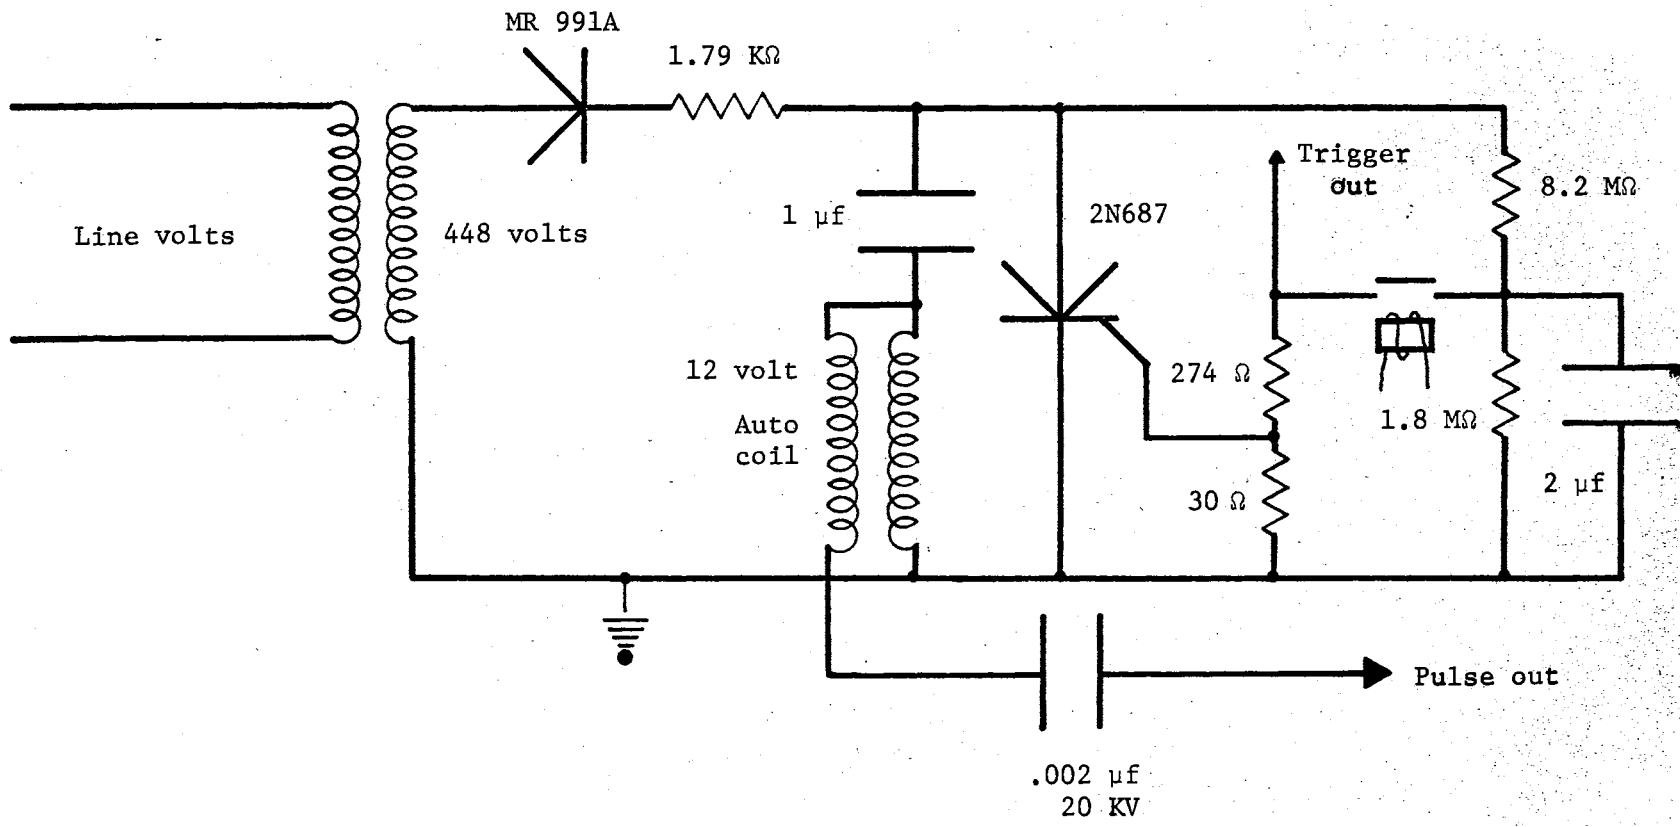 MR 991A
1.79 KΩ
Trigger
out
8.2 MΩ
1 µf
2N687
Line volts
448 volts
12 volt
274 Ω
Auto
coil
1.8 MΩ
30 Ω
2 µf
Pulse out
.002 µf
20 KV